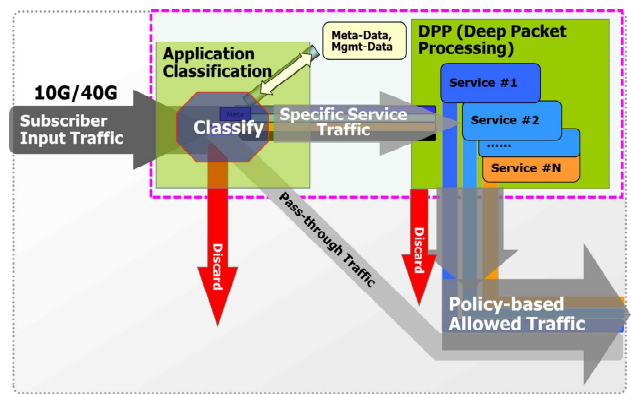 DPP (Deep Packet
Processing)
Meta-Data,
Mgmt-Data
Application
Classification
Service #1
10G/40G
Subscriber
Input Traffic
Meta
Classify
Specific Service
Traffic
Service #2
......
Service #N
Discard
Pass-through Traffic
Discard
Policy-based
Allowed Traffic